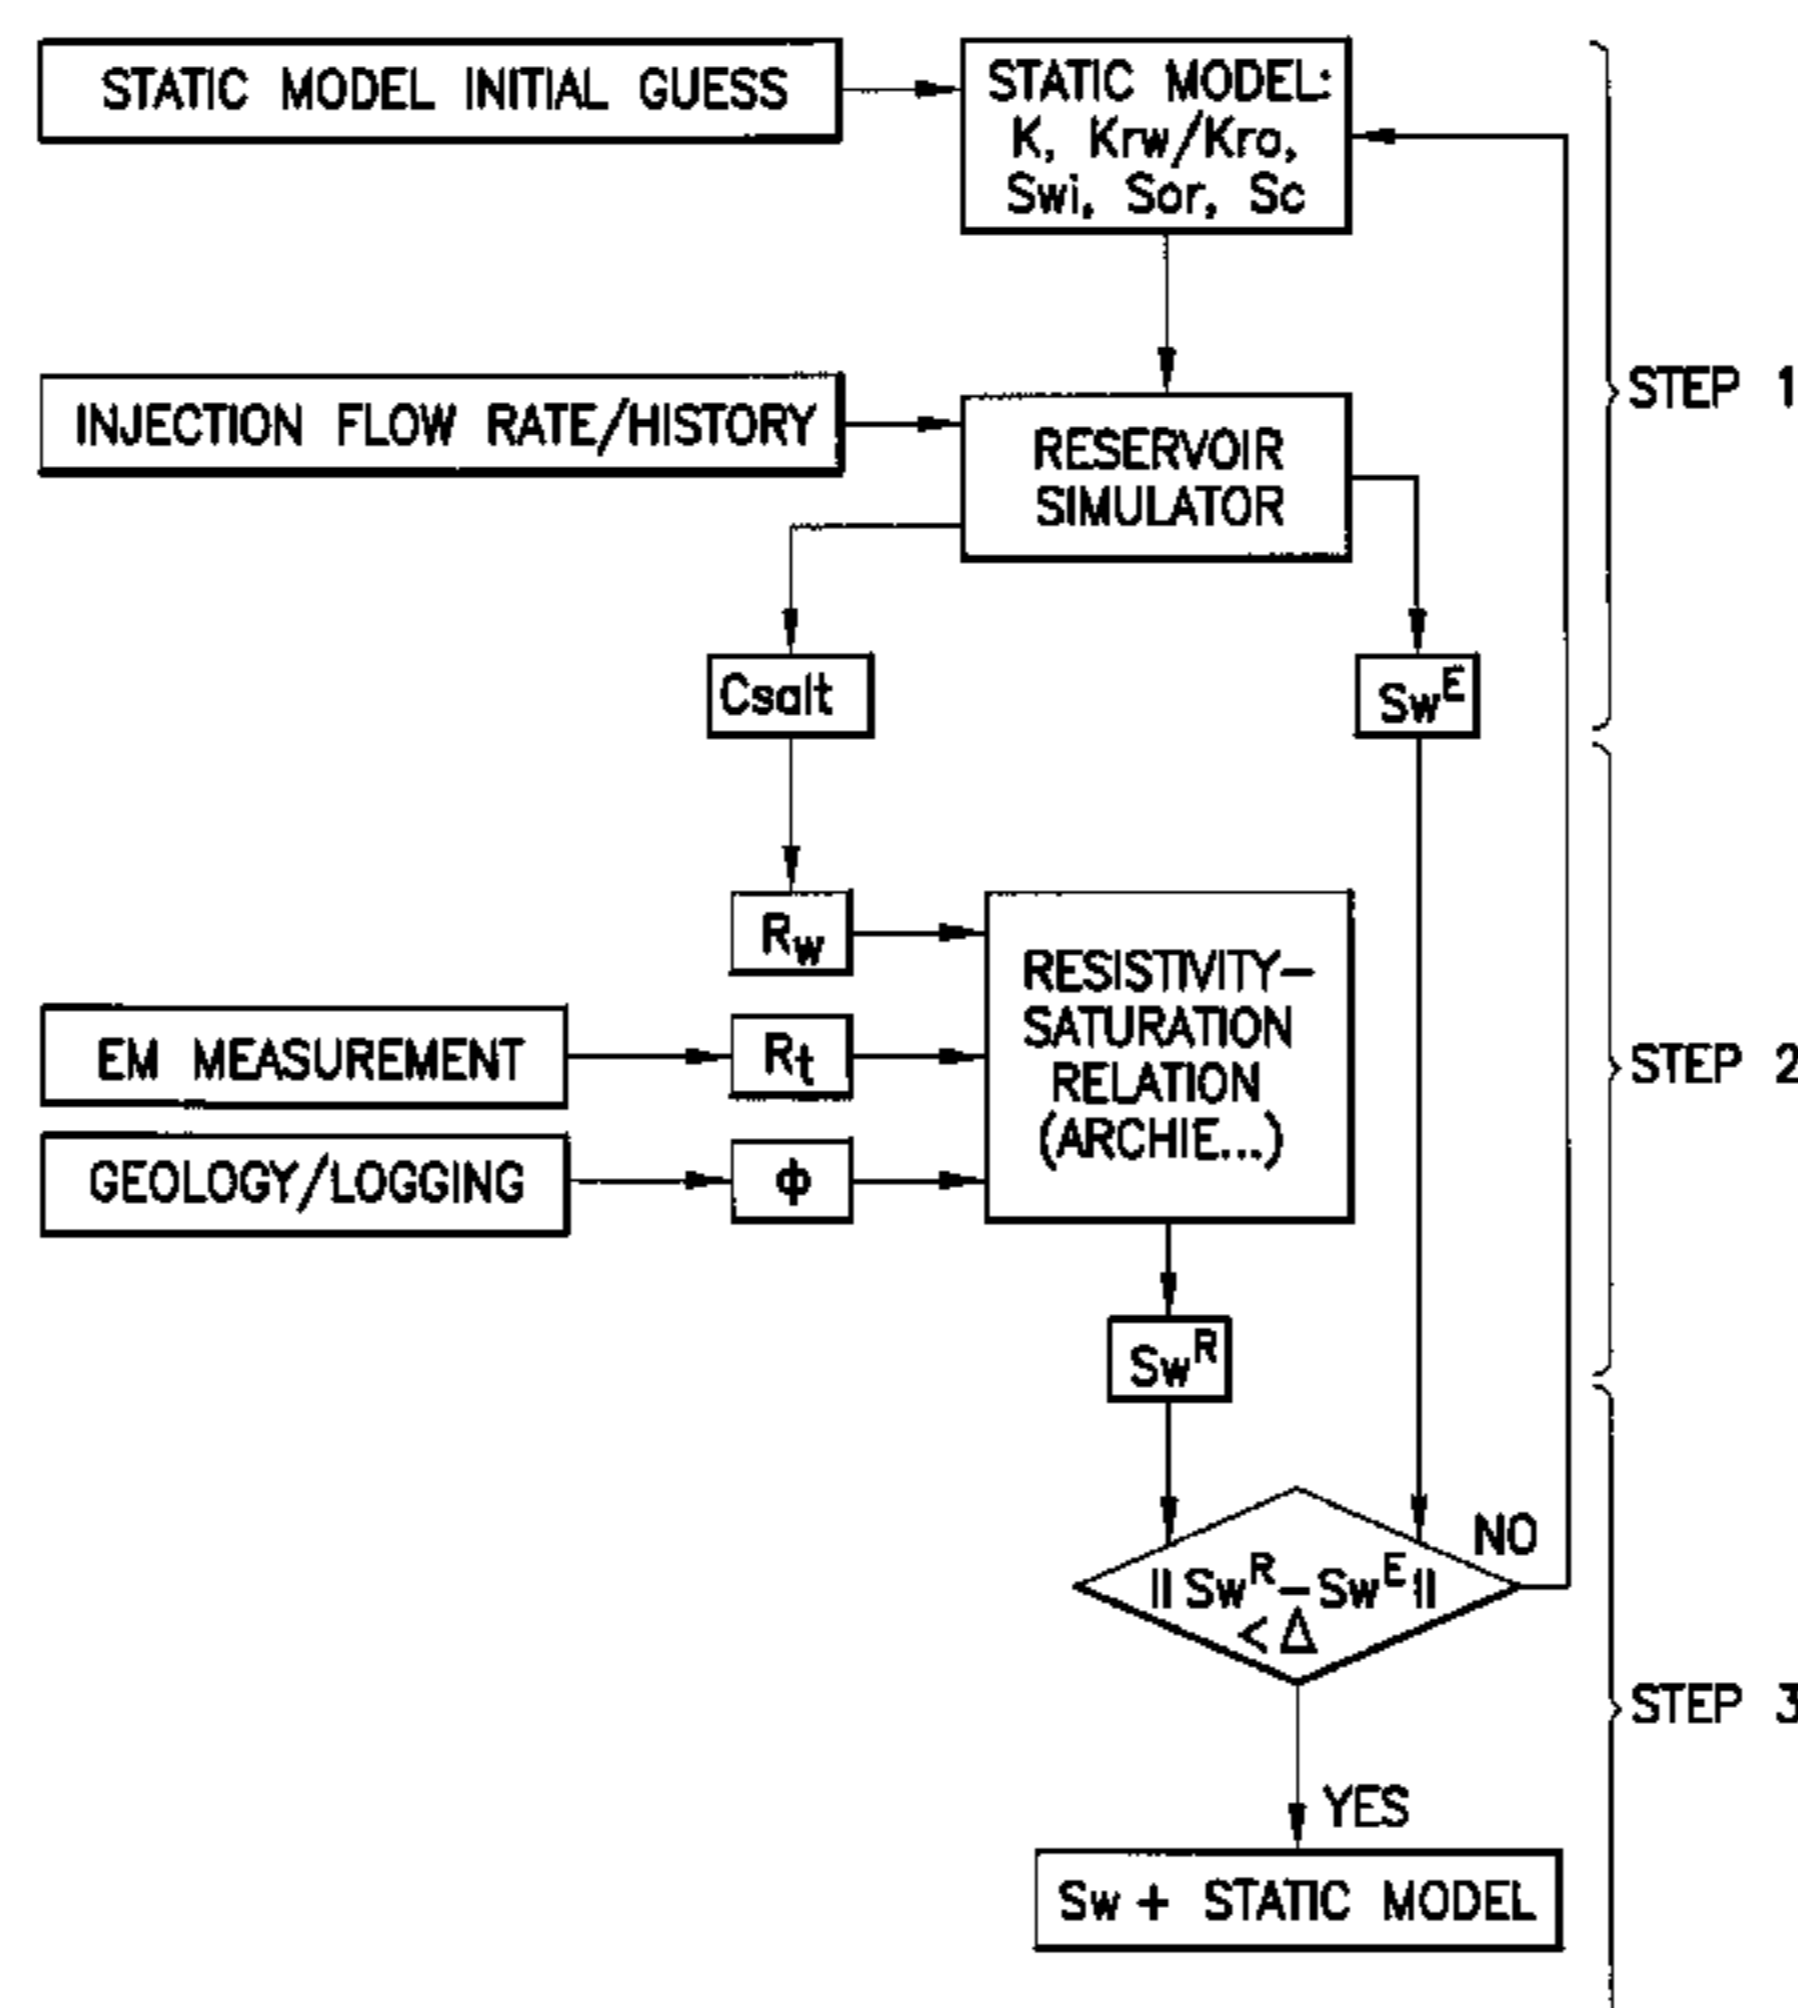 STATIC MODEL INITIAL GUESS
STATIC MODEL:
K, Krw/Kro,
Swi, Sor, Sc
INJECTION FLOW RATE/HISTORY
RESERVOIR
SIMULATOR
STEP 1
Csalt
Sw^E
R_w
RESISTIVITY-
SATURATION
RELATION
(ARCHIE...)
EM MEASUREMENT
R_t
STEP 2
GEOLOGY/LOGGING
ϕ
Sw^R
NO
|| Sw^R - Sw^E ||
< Δ
STEP 3
YES
Sw + STATIC MODEL